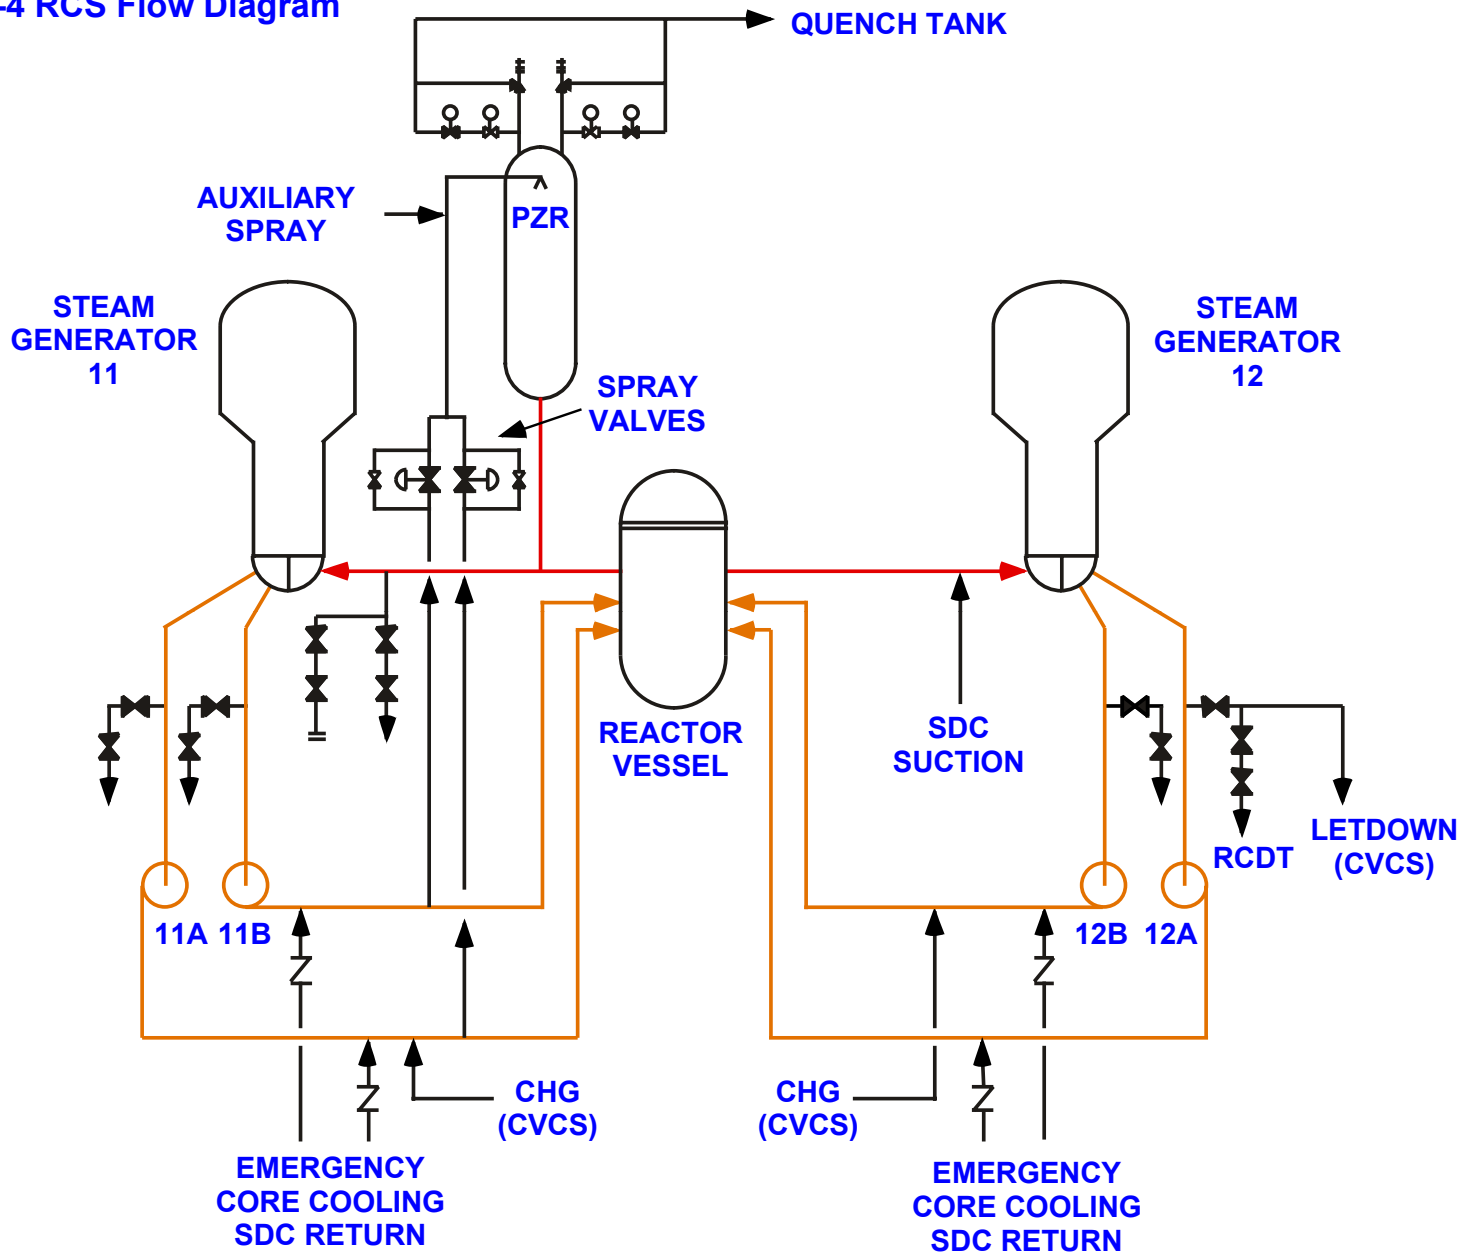 -4 RCS Flow Diagram
QUENCH TANK
AUXILIARY
SPRAY
PZR
STEAM
GENERATOR
11
STEAM
GENERATOR
12
SPRAY
VALVES
REACTOR
VESSEL
SDC
SUCTION
RCDT
LETDOWN
(CVCS)
11A 11B
12B 12A
CHG
(CVCS)
CHG
(CVCS)
EMERGENCY
CORE COOLING
SDC RETURN
EMERGENCY
CORE COOLING
SDC RETURN